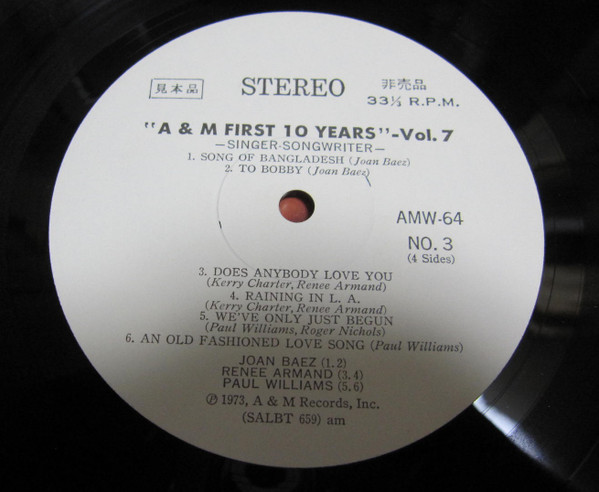 見本品
STEREO
非売品
33⅓ R.P.M.
"A & M FIRST 10 YEARS"-Vol. 7
—SINGER-SONGWRITER—
1. SONG OF BANGLADESH (Joan Baez)
2. TO BOBBY (Joan Baez)
AMW-64
NO. 3
(4 Sides)
3. DOES ANYBODY LOVE YOU
(Kerry Charter, Renee Armand)
4. RAINING IN L. A.
(Kerry Charter, Renee Armand)
5. WE'VE ONLY JUST BEGUN
(Paul Williams, Roger Nichols)
6. AN OLD FASHIONED LOVE SONG (Paul Williams)
JOAN BAEZ (1, 2)
RENEE ARMAND (3, 4)
PAUL WILLIAMS (5, 6)
℗ 1973, A & M Records, Inc.
(SALBT 659) am